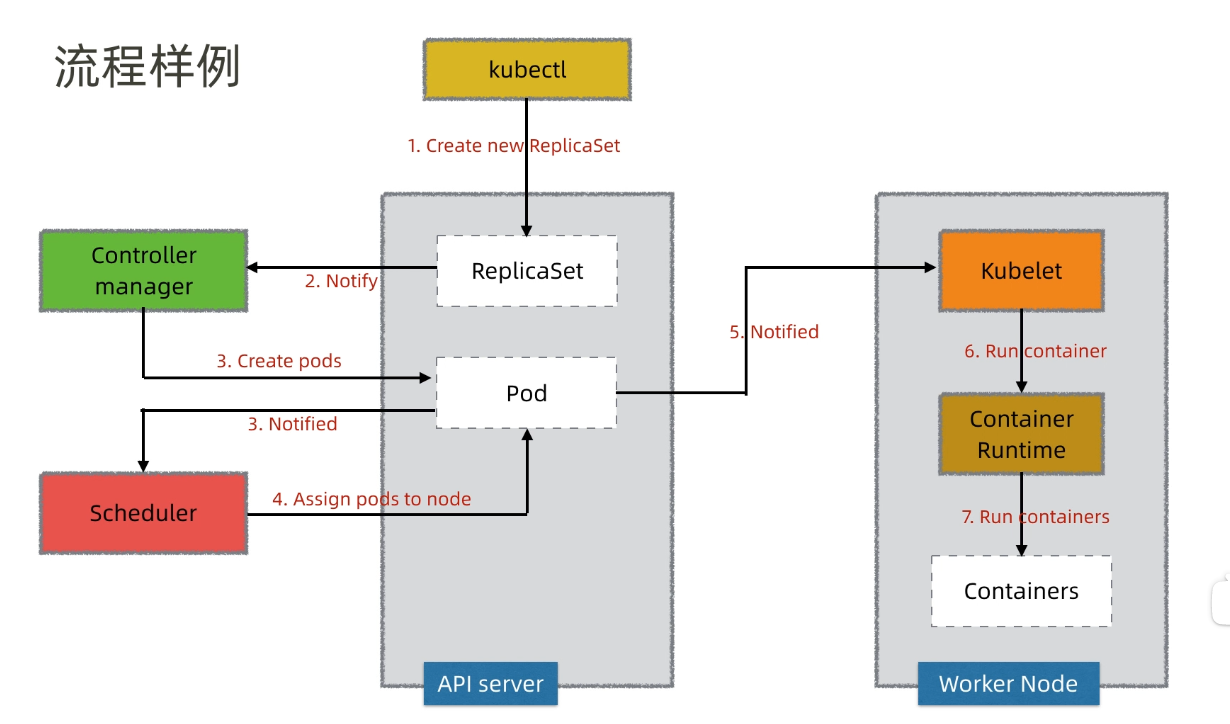 流程样例
kubectl
1. Create new ReplicaSet
Controller
manager
2. Notify
ReplicaSet
Kubelet
5. Notified
3. Create pods
Pod
3. Notified
6. Run container
Container
Runtime
Scheduler
4. Assign pods to node
7. Run containers
Containers
API server
Worker Node